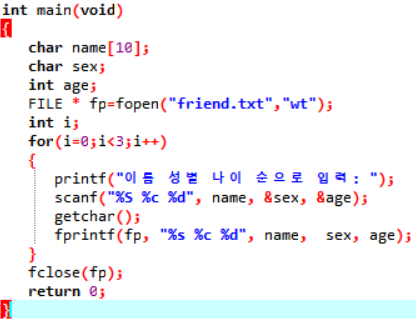 int main(void)
{
char name[10];
char sex;
int age;
FILE * fp=fopen("friend.txt","wt");
int i;
for(i=0;i<3;i++)
{
printf("이름 성별 나이 순으로 입력: ");
scanf("%s %c %d", name, &sex, &age);
getchar();
fprintf(fp, "%s %c %d", name, sex, age);
}
fclose(fp);
return 0;
}